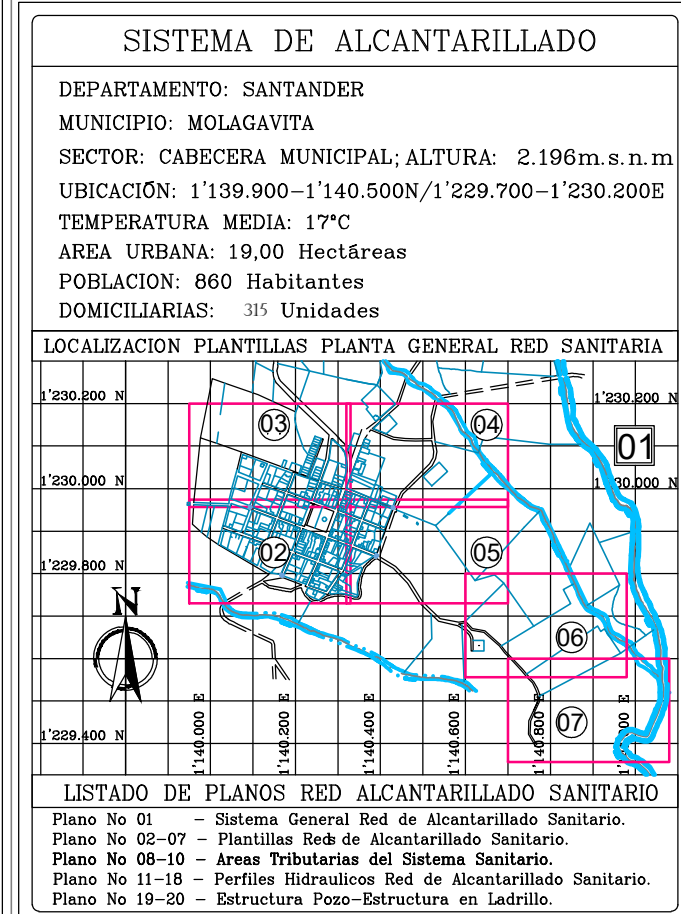 SISTEMA DE ALCANTARILLADO
DEPARTAMENTO: SANTANDER
MUNICIPIO: MOLAGAVITA
SECTOR: CABECERA MUNICIPAL; ALTURA: 2.196m.s.n.m
UBICACIÓN: 1'139.900-1'140.500N/1'229.700-1'230.200E
TEMPERATURA MEDIA: 17°C
AREA URBANA: 19,00 Hectáreas
POBLACION: 860 Habitantes
DOMICILIARIAS: 315 Unidades
LOCALIZACION PLANTILLAS PLANTA GENERAL RED SANITARIA
1'230.200 N
1'230.200 N
03
04
01
1'230.000 N
1'230.000 N
02
05
1'229.800 N
N
06
07
1'140.000 E
1'140.200 E
1'140.400 E
1'140.600 E
1'140.800 E
E
1'229.400 N
LISTADO DE PLANOS RED ALCANTARILLADO SANITARIO
Plano No 01 - Sistema General Red de Alcantarillado Sanitario.
Plano No 02-07 - Plantillas Reds de Alcantarillado Sanitario.
Plano No 08-10 - Areas Tributarias del Sistema Sanitario.
Plano No 11-18 - Perfiles Hidraulicos Red de Alcantarillado Sanitario.
Plano No 19-20 - Estructura Pozo-Estructura en Ladrillo.